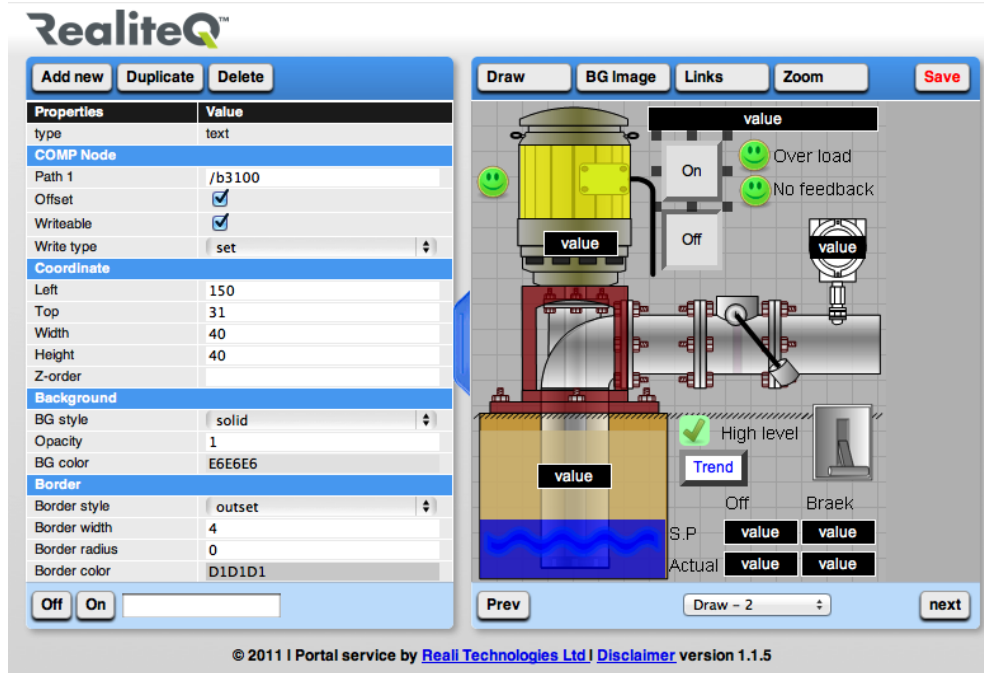 RealiteQ™
Add new Duplicate Delete
Properties Value
type text
COMP Node
Path 1 /b3100
Offset
Writeable
Write type set
Coordinate
Left 150
Top 31
Width 40
Height 40
Z-order
Background
BG style solid
Opacity 1
BG color E6E6E6
Border
Border style outset
Border width 4
Border radius 0
Border color D1D1D1
Off On
Draw BG Image Links Zoom Save
value
On
Over load
No feedback
Off
value
value
High level
Trend
value
Off Braek
S.P value value
Actual value value
Prev Draw - 2 next
© 2011 I Portal service by Reali Technologies Ltd I Disclaimer version 1.1.5